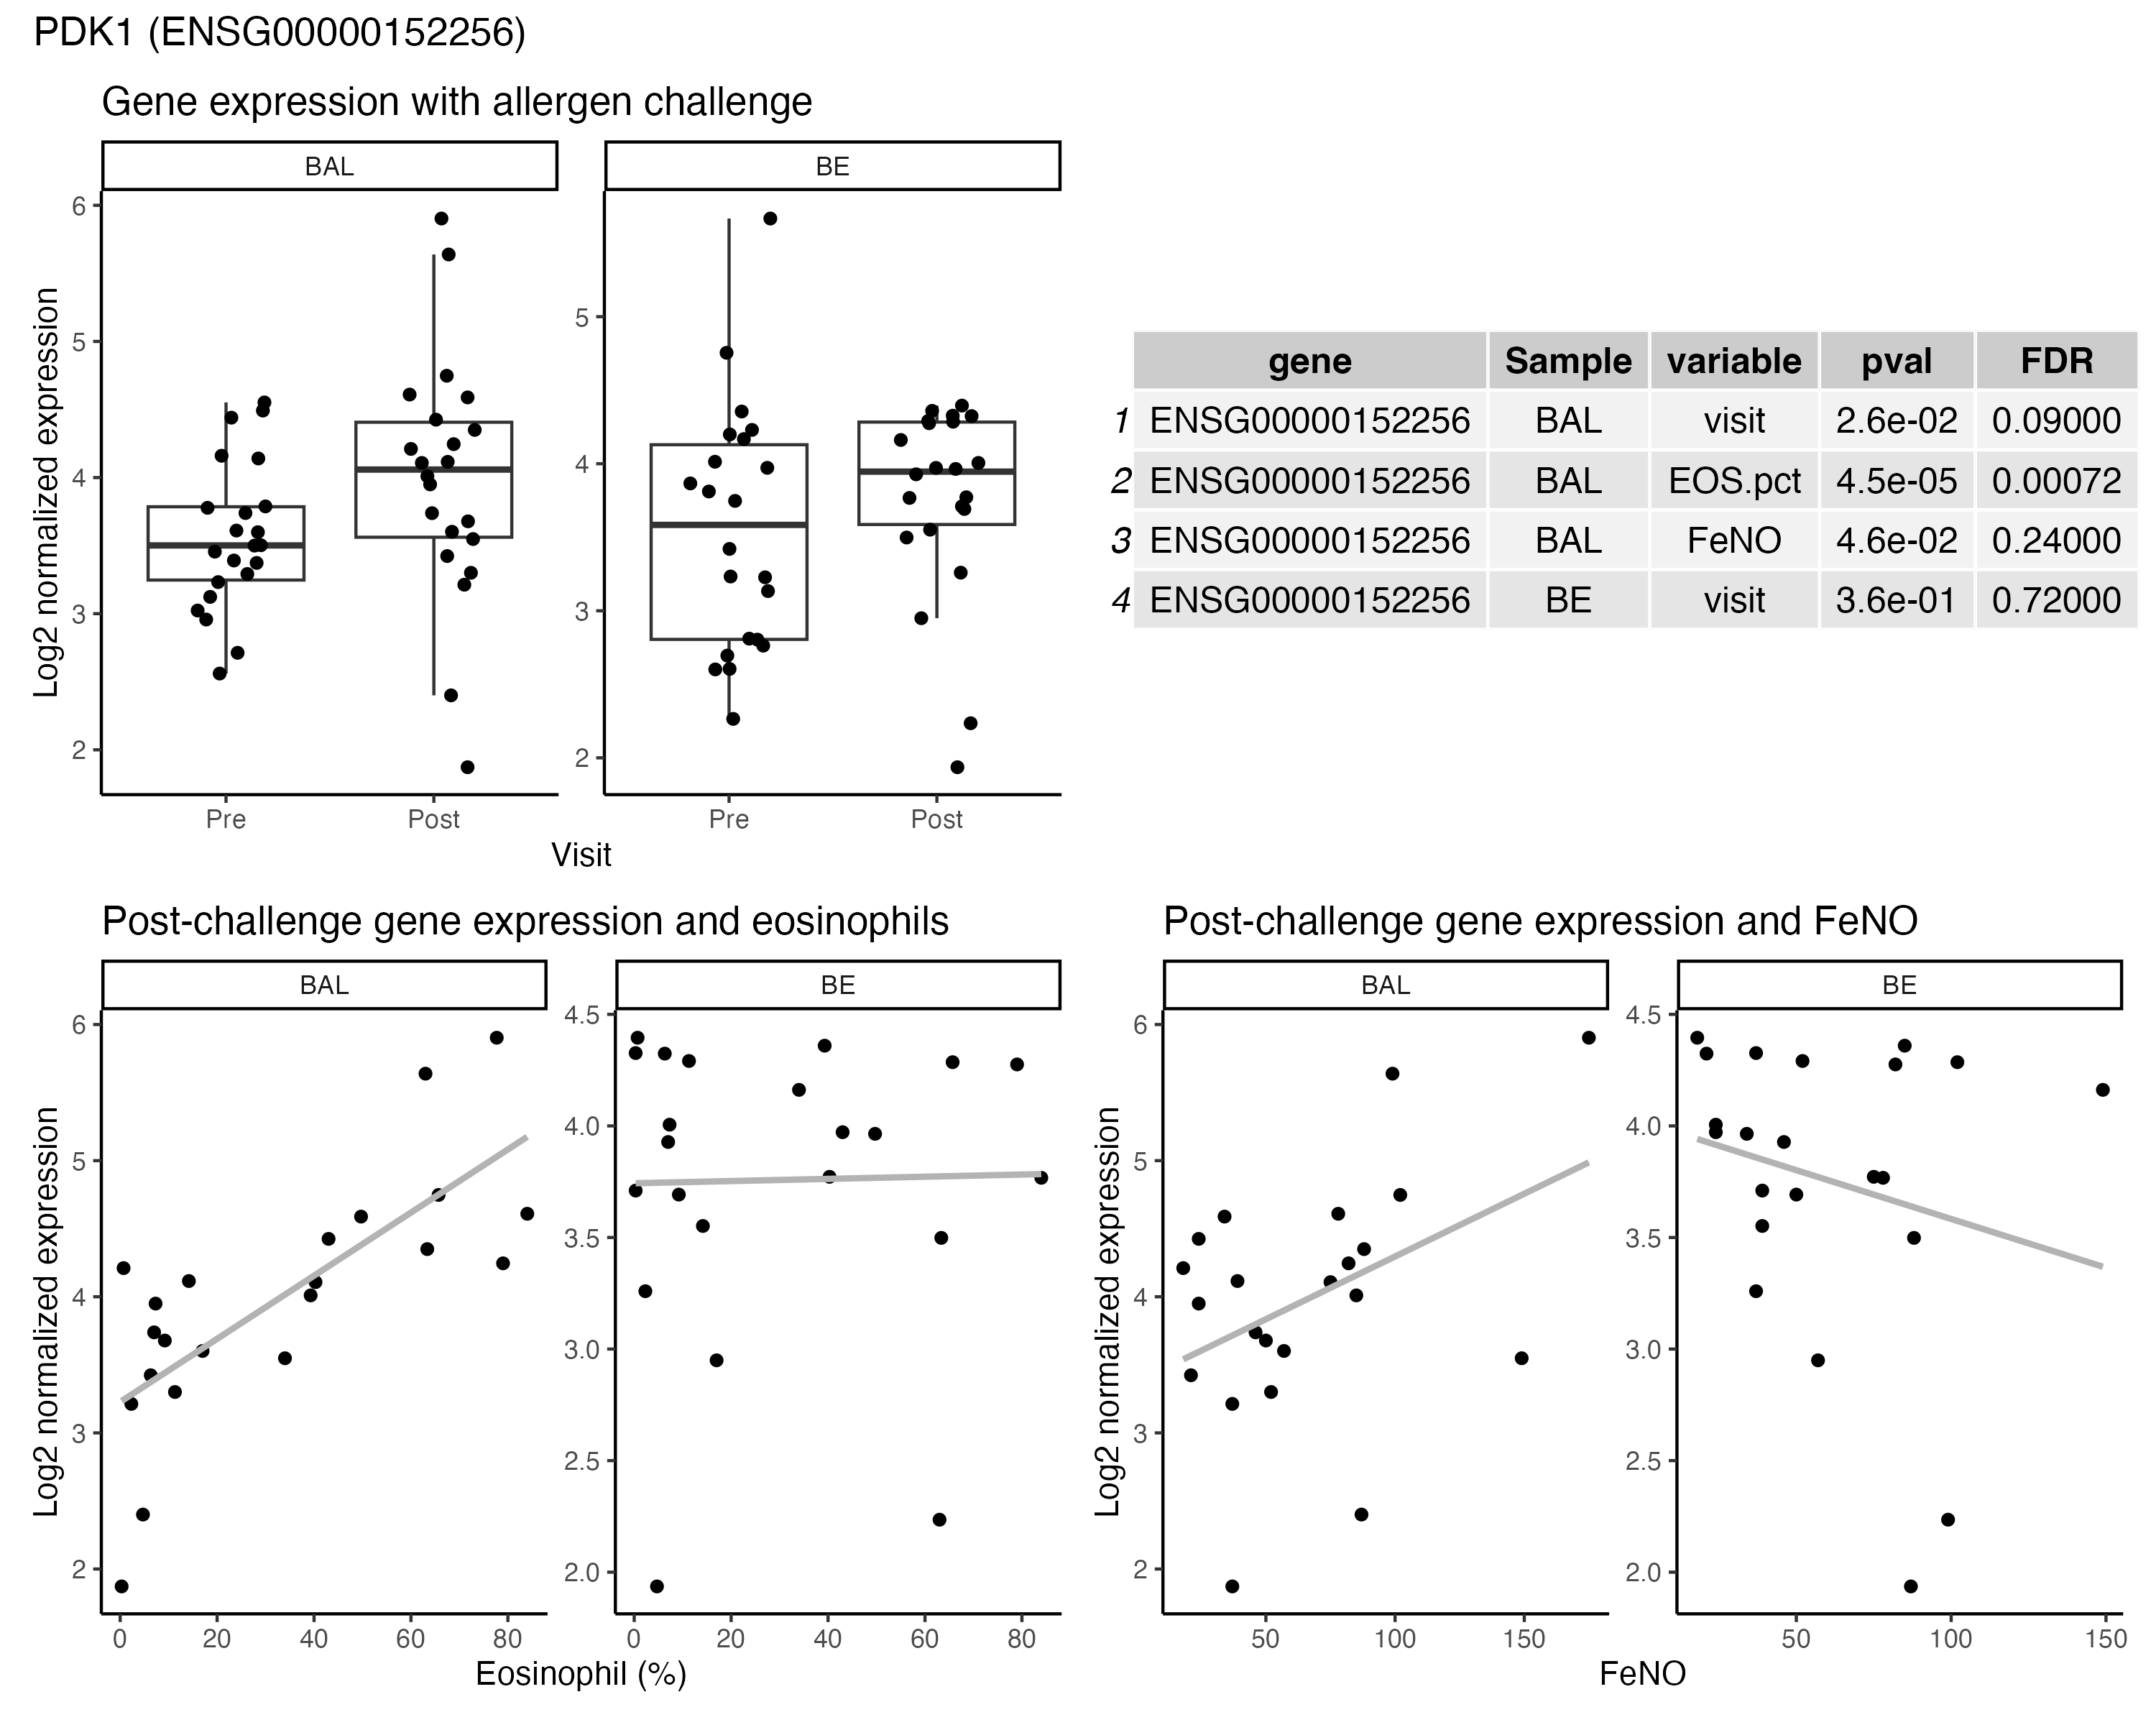 PDK1 (ENSG00000152256)
Gene expression with allergen challenge
BAL BE
Log2 normalized expression
6
5
4
3
2
5
4
3
2
Pre Post Pre Post
Visit
gene Sample variable pval FDR
1 ENSG00000152256 BAL visit 2.6e-02 0.09000
2 ENSG00000152256 BAL EOS.pct 4.5e-05 0.00072
3 ENSG00000152256 BAL FeNO 4.6e-02 0.24000
4 ENSG00000152256 BE visit 3.6e-01 0.72000
Post-challenge gene expression and eosinophils
BAL BE
Log2 normalized expression
6
5
4
3
2
4.5
4.0
3.5
3.0
2.5
2.0
0 20 40 60 80 0 20 40 60 80
Eosinophil (%)
Post-challenge gene expression and FeNO
BAL BE
Log2 normalized expression
6
5
4
3
2
4.5
4.0
3.5
3.0
2.5
2.0
50 100 150 50 100 150
FeNO